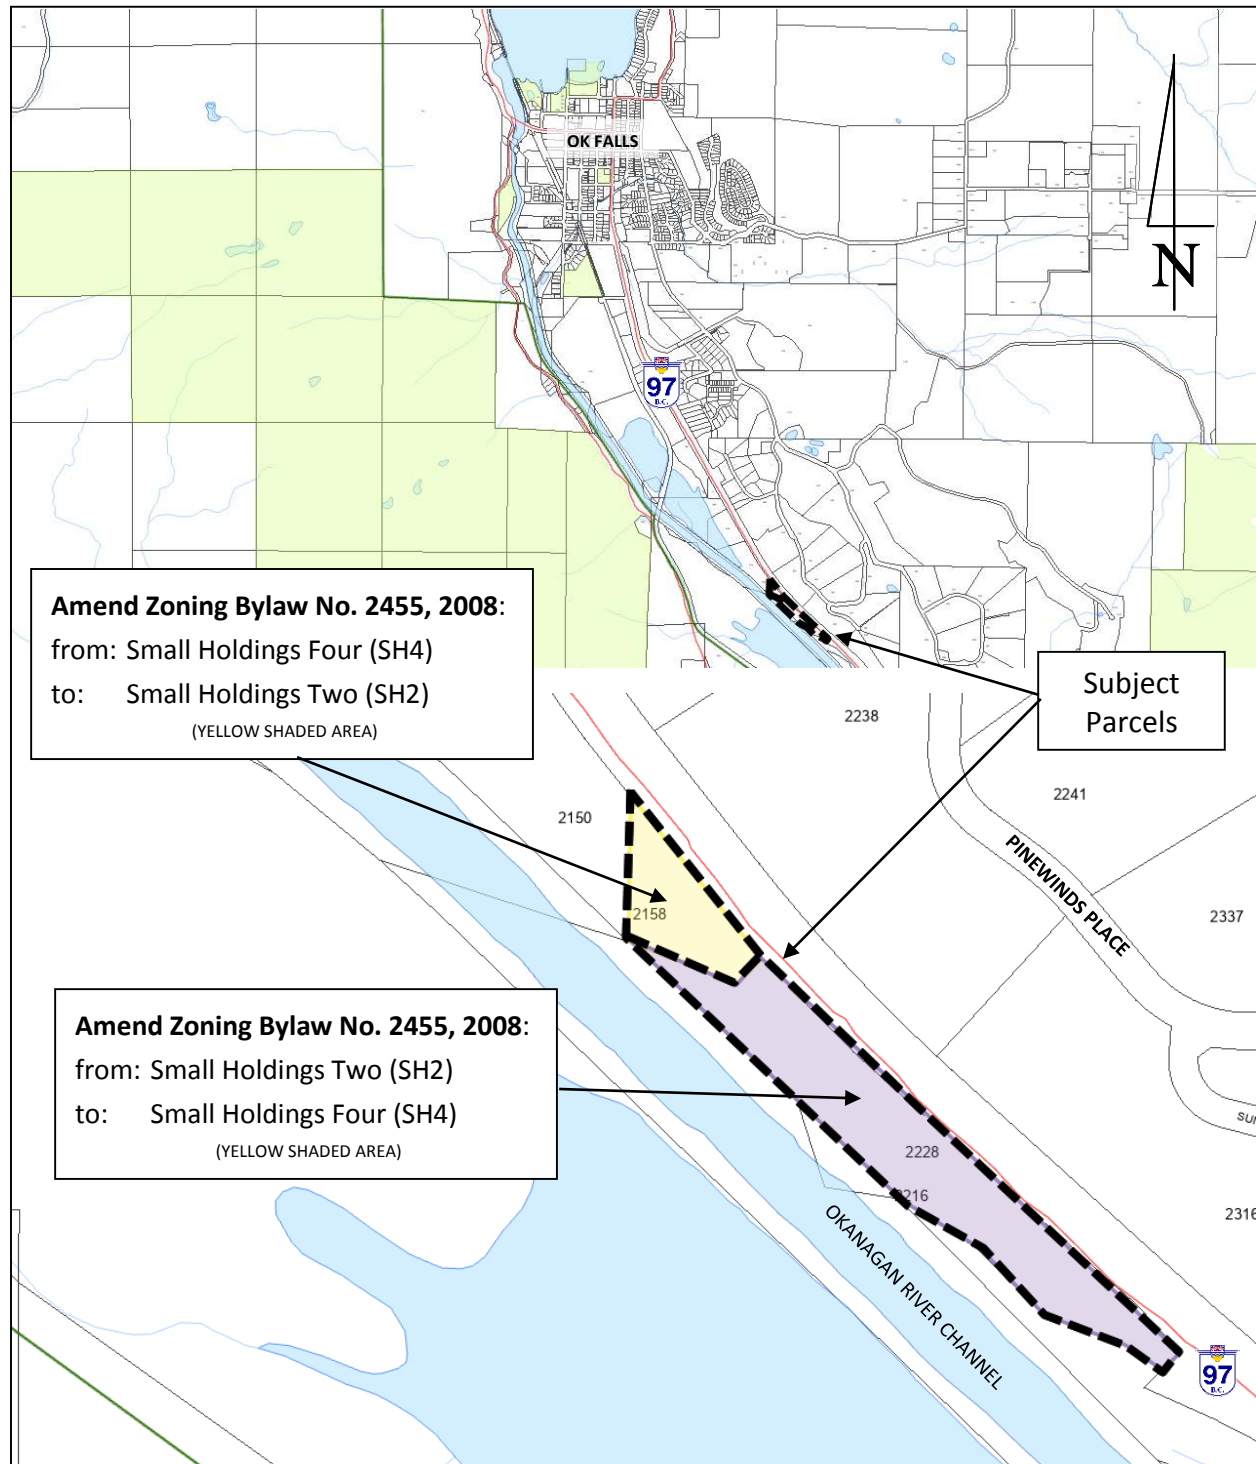 OK FALLS
N
97
B.C.
Amend Zoning Bylaw No. 2455, 2008:
from: Small Holdings Four (SH4)
to: Small Holdings Two (SH2)
(YELLOW SHADED AREA)
Subject
Parcels
2238
2241
2150
PINEWINDS PLACE
2158
2337
Amend Zoning Bylaw No. 2455, 2008:
from: Small Holdings Two (SH2)
to: Small Holdings Four (SH4)
(YELLOW SHADED AREA)
SUN
2228
2216
2316
OKANAGAN RIVER CHANNEL
97
B.C.